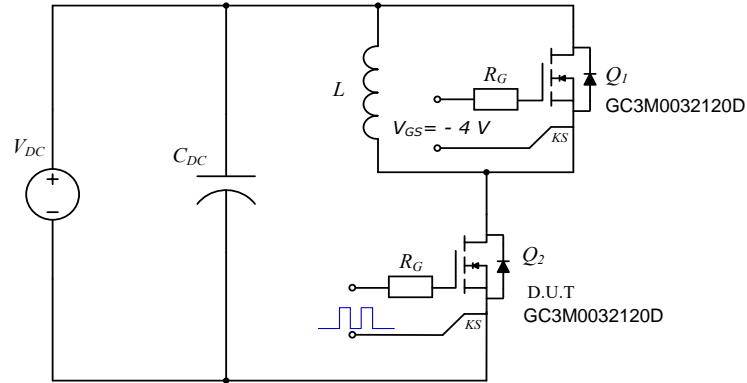 L
R_G
Q_1
GC3M0032120D
V_GS= - 4 V
KS
V_DC
+
−
C_DC
R_G
Q_2
D.U.T
GC3M0032120D
KS